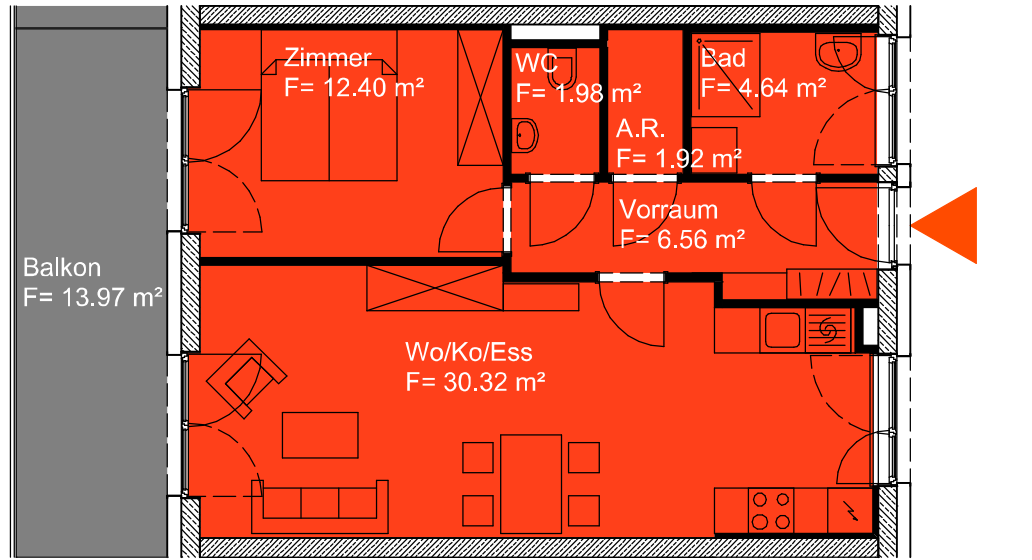 Zimmer
F= 12.40 m²
WC
F= 1.98 m²
Bad
F= 4.64 m²
A.R.
F= 1.92 m²
Vorraum
F= 6.56 m²
Balkon
F= 13.97 m²
Wo/Ko/Ess
F= 30.32 m²